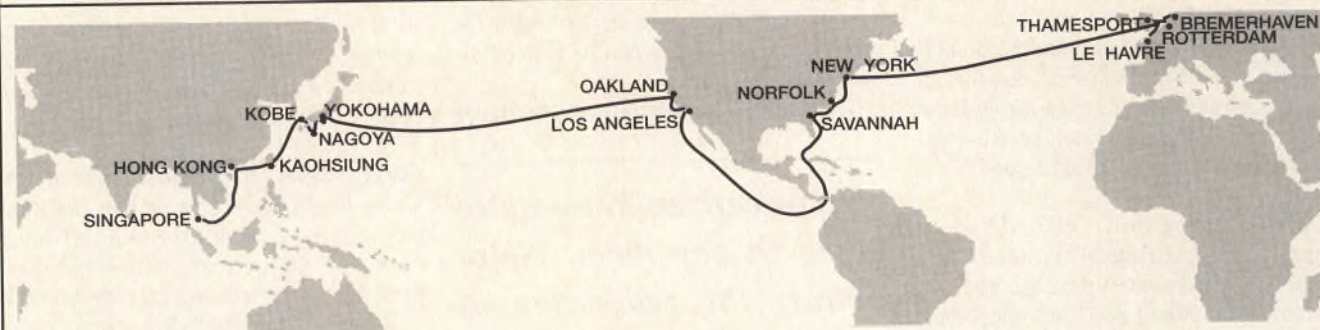 THAMESPORT
BREMERHAVEN
ROTTERDAM
LE HAVRE
NEW YORK
OAKLAND
NORFOLK
LOS ANGELES
SAVANNAH
KOBE
YOKOHAMA
NAGOYA
HONG KONG
KAOHSIUNG
SINGAPORE